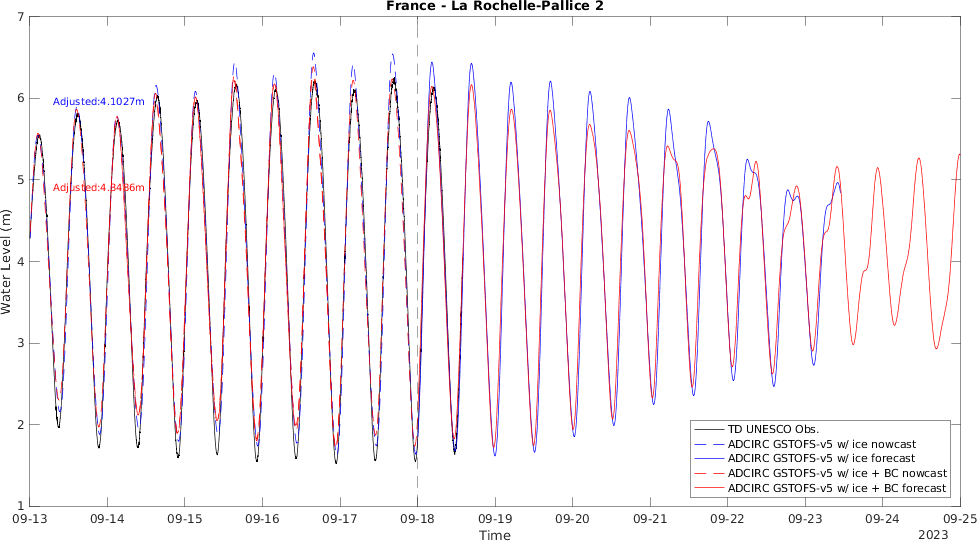 France - La Rochelle-Pallice 2
7
6
5
4
3
2
1
Water Level (m)
Adjusted:4.1027m
Adjusted:4.8486m
TD UNESCO Obs.
ADCIRC GSTOFS-v5 w/ ice nowcast
ADCIRC GSTOFS-v5 w/ ice forecast
ADCIRC GSTOFS-v5 w/ ice + BC nowcast
ADCIRC GSTOFS-v5 w/ ice + BC forecast
09-13 09-14 09-15 09-16 09-17 09-18 09-19 09-20 09-21 09-22 09-23 09-24 09-25
Time
2023